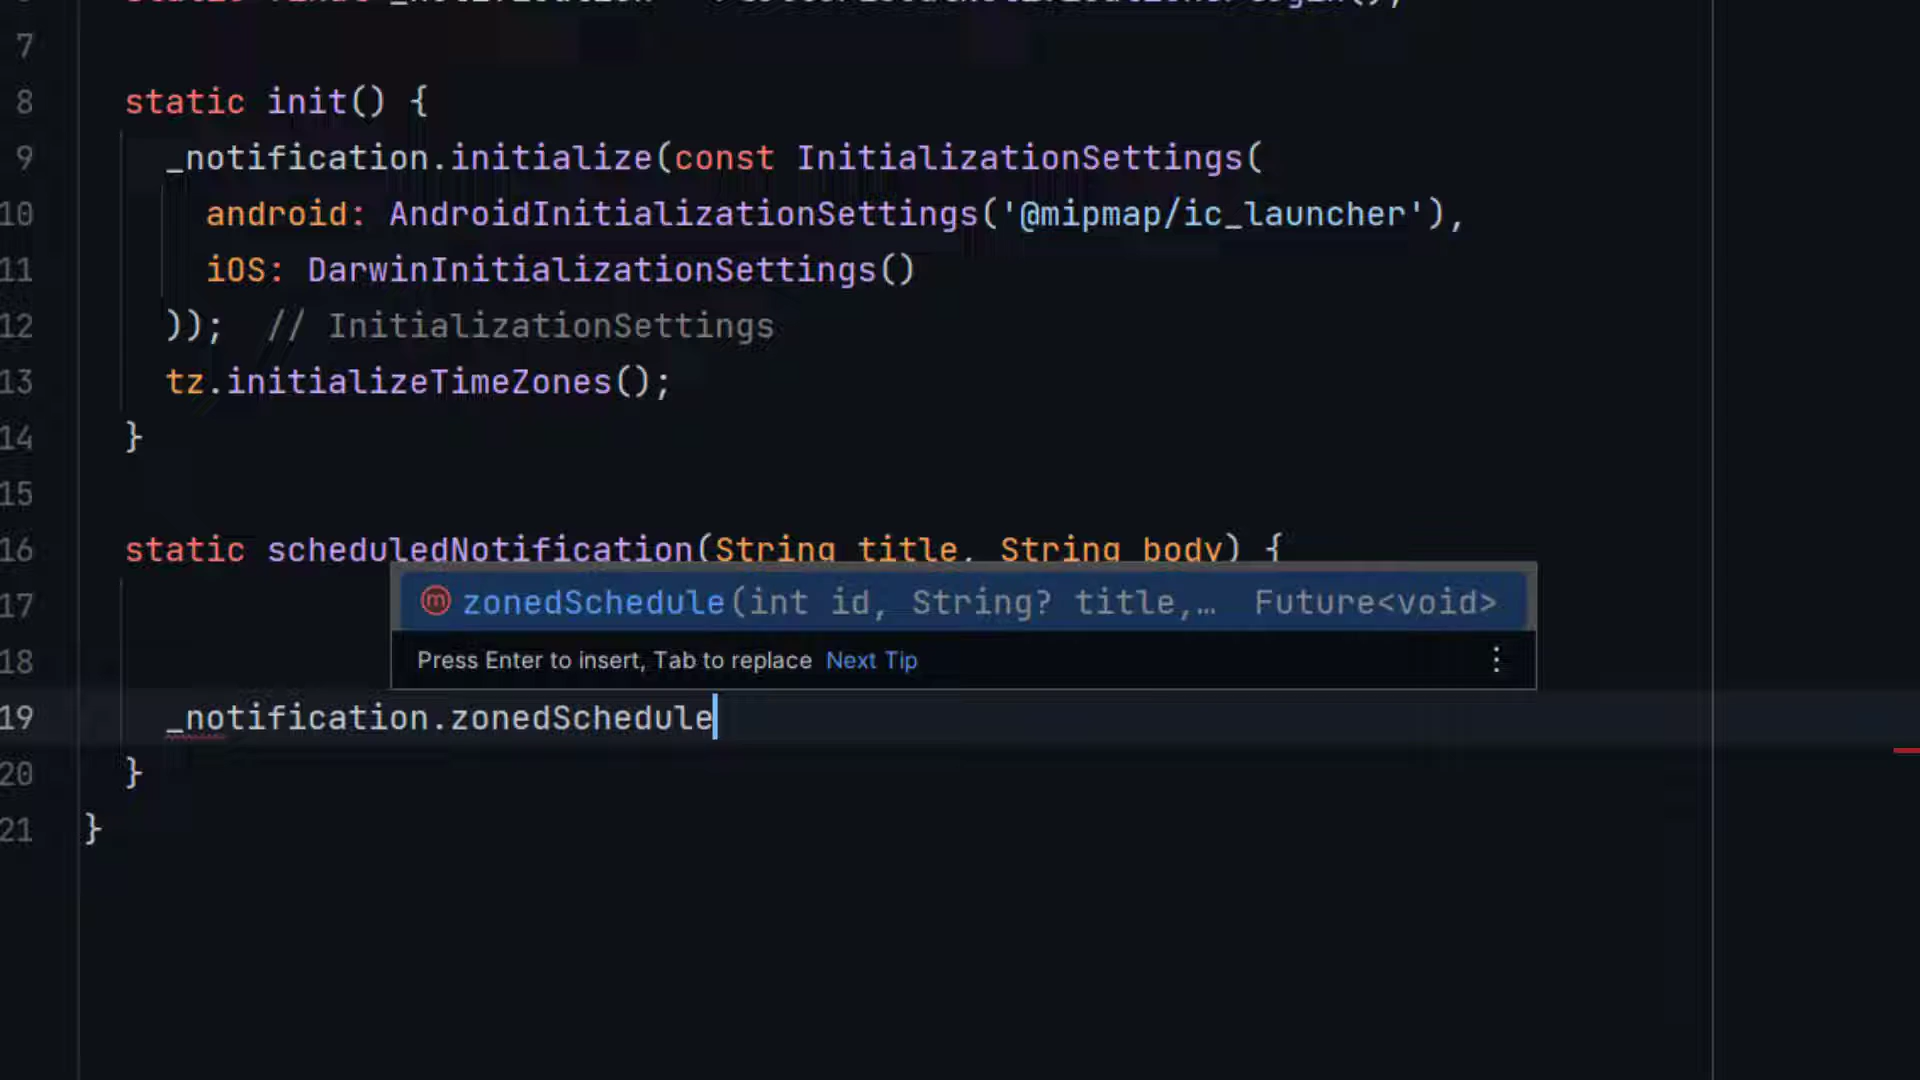 7
8 static init() {
9 _notification.initialize(const InitializationSettings(
10 android: AndroidInitializationSettings('@mipmap/ic_launcher'),
11 iOS: DarwinInitializationSettings()
12 )); // InitializationSettings
13 tz.initializeTimeZones();
14 }
15
16 static scheduledNotification(String title, String body) {
17 zonedSchedule(int id, String? title,… Future<void>
18 Press Enter to insert, Tab to replace Next Tip
19 _notification.zonedSchedule
20 }
21 }